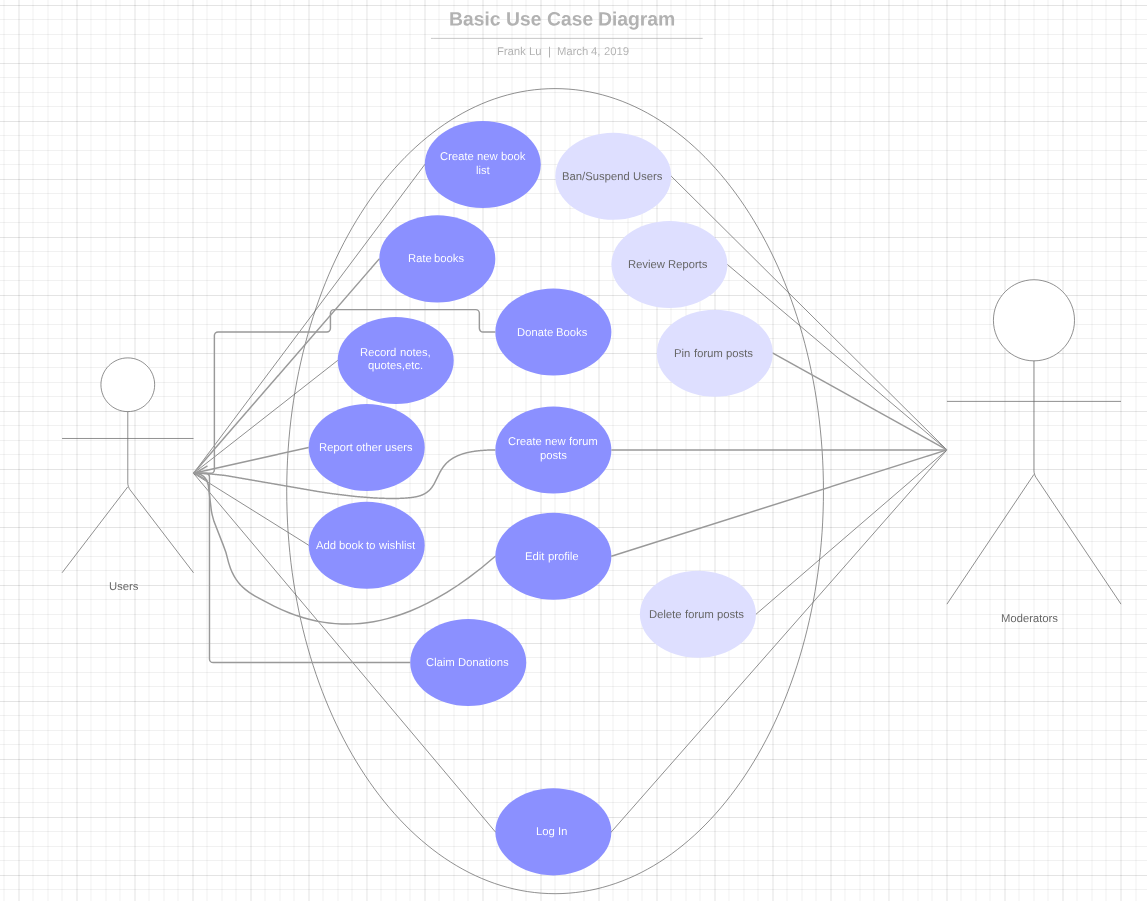 Basic Use Case Diagram
Frank Lu | March 4, 2019
Create new book
list
Ban/Suspend Users
Rate books
Review Reports
Donate Books
Pin forum posts
Record notes,
quotes,etc.
Report other users
Create new forum
posts
Add book to wishlist
Edit profile
Users
Delete forum posts
Moderators
Claim Donations
Log In